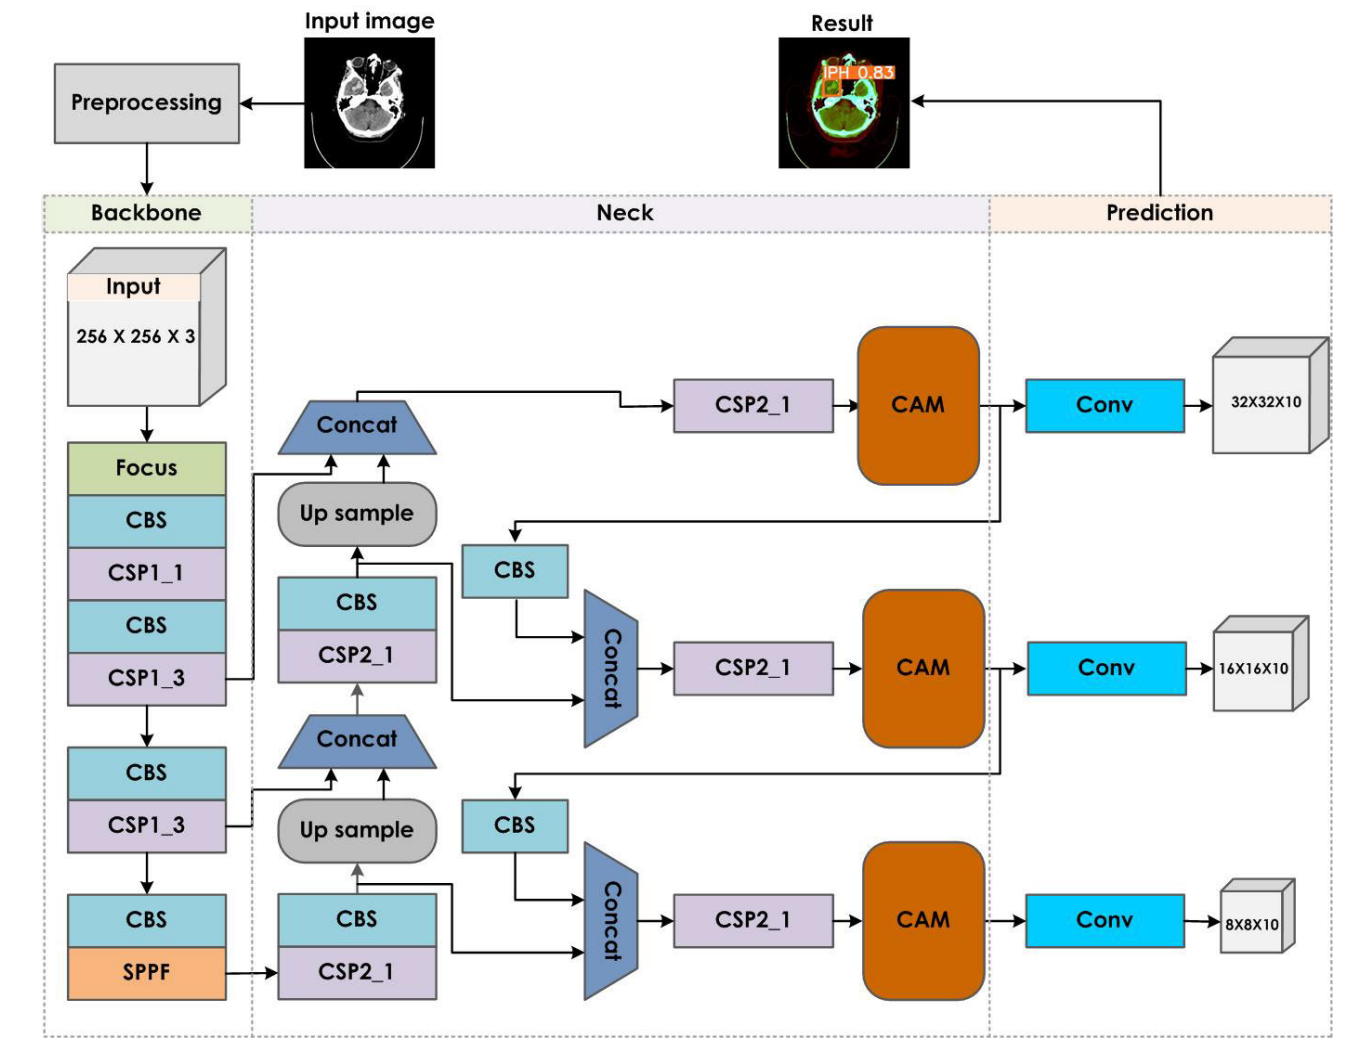 Input image
Result
IPH 0.83
Preprocessing
Backbone
Neck
Prediction
Input
256 X 256 X 3
Focus
CBS
CSP1_1
CBS
CSP1_3
CBS
CSP1_3
CBS
SPPF
Concat
Up sample
CBS
CSP2_1
Concat
Up sample
CBS
CSP2_1
CSP2_1
CAM
Conv
32X32X10
CBS
Concat
CSP2_1
CAM
Conv
16X16X10
CBS
Concat
CSP2_1
CAM
Conv
8X8X10